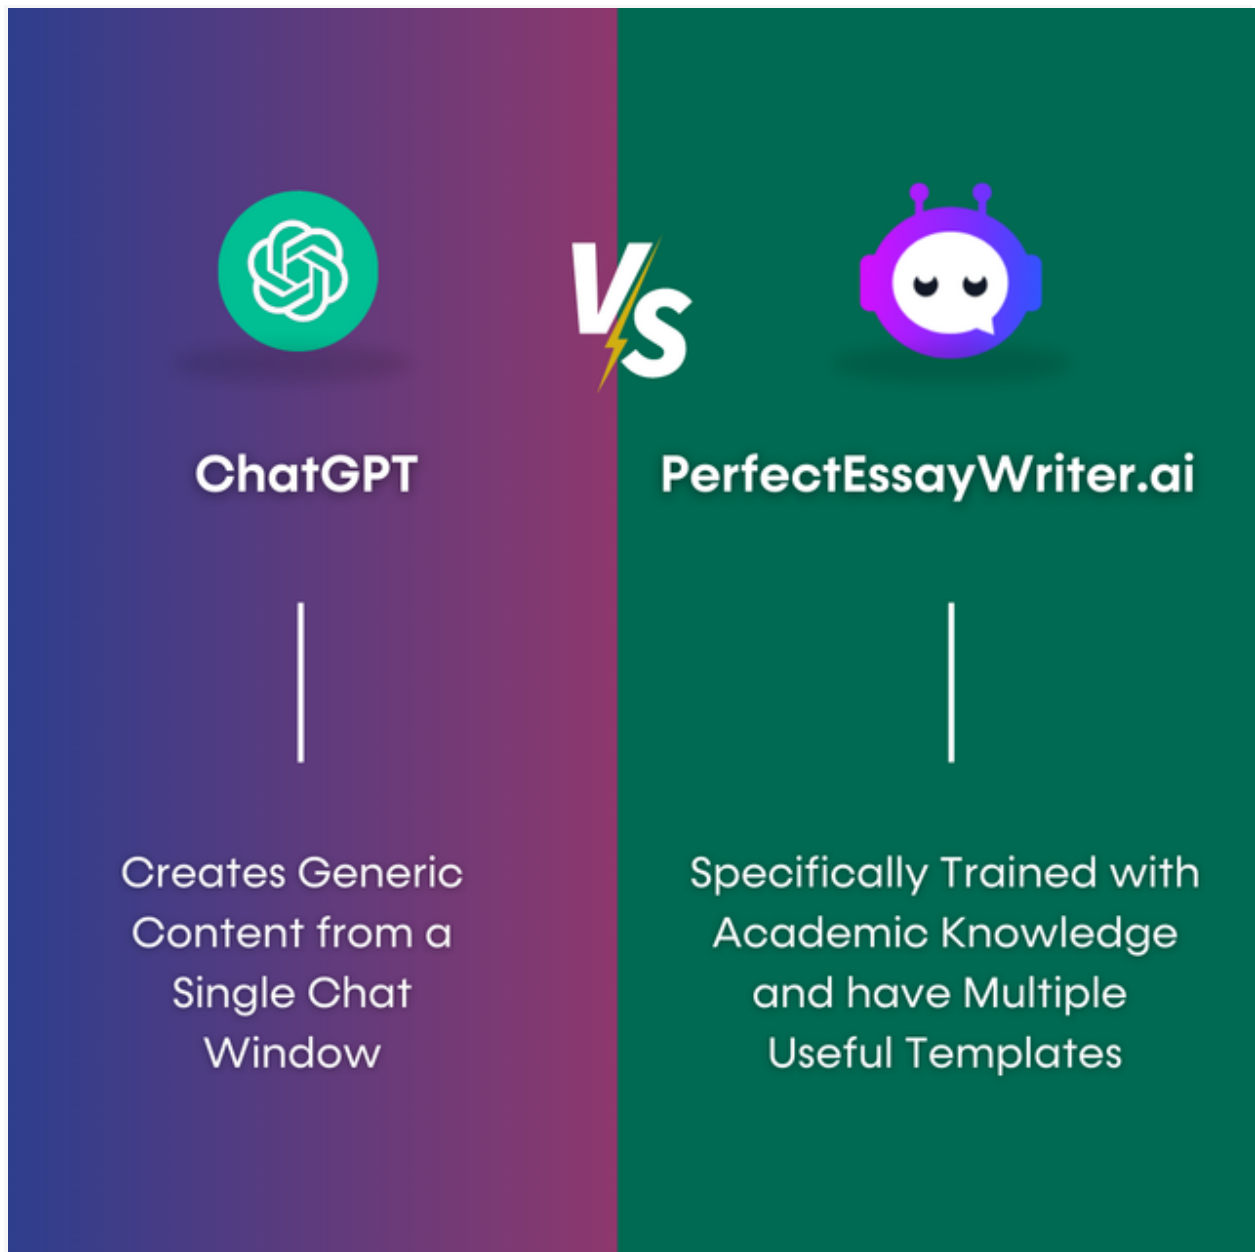 VS
ChatGPT
PerfectEssayWriter.ai
Creates Generic
Content from a
Single Chat
Window
Specifically Trained with
Academic Knowledge
and have Multiple
Useful Templates